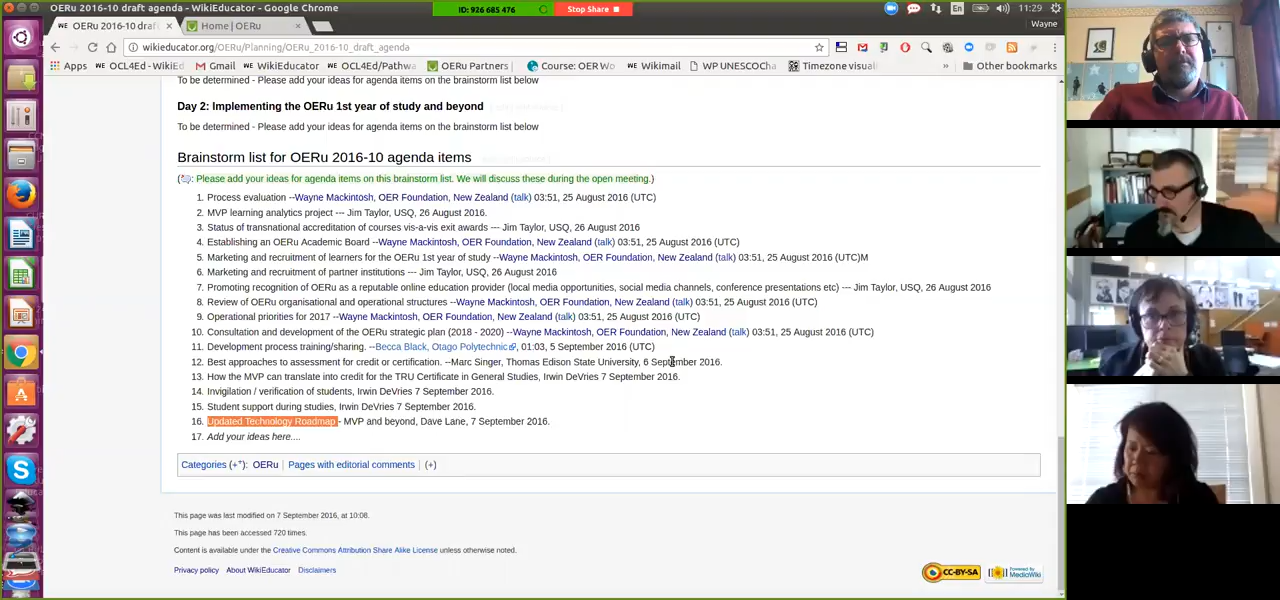 OERu 2016-10 draft agenda - WikiEducator - Google Chrome
ID: 926 685 476
Stop Share
En
11:29
OERu 2016-10 draft
Home | OERu
Wayne
wikieducator.org/OERu/Planning/OERu_2016-10_draft_agenda
Apps
OCL4Ed - WikiEd
Gmail
WikiEducator
OCL4Ed/Pathwa
OERu Partners
Course: OER Wo
Wikimail
WP UNESCOCha
Timezone visual
»
Other bookmarks
To be determined - Please add your ideas for agenda items on the brainstorm list below
Day 2: Implementing the OERu 1st year of study and beyond
To be determined - Please add your ideas for agenda items on the brainstorm list below
Brainstorm list for OERu 2016-10 agenda items
(: Please add your ideas for agenda items on this brainstorm list. We will discuss these during the open meeting.)
1. Process evaluation --Wayne Mackintosh, OER Foundation, New Zealand (talk) 03:51, 25 August 2016 (UTC)
2. MVP learning analytics project --- Jim Taylor, USQ, 26 August 2016.
3. Status of transnational accreditation of courses vis-a-vis exit awards --- Jim Taylor, USQ, 26 August 2016
4. Establishing an OERu Academic Board --Wayne Mackintosh, OER Foundation, New Zealand (talk) 03:51, 25 August 2016 (UTC)
5. Marketing and recruitment of learners for the OERu 1st year of study --Wayne Mackintosh, OER Foundation, New Zealand (talk) 03:51, 25 August 2016 (UTC)M
6. Marketing and recruitment of partner institutions --- Jim Taylor, USQ, 26 August 2016
7. Promoting recognition of OERu as a reputable online education provider (local media opportunities, social media channels, conference presentations etc) --- Jim Taylor, USQ, 26 August 2016
8. Review of OERu organisational and operational structures --Wayne Mackintosh, OER Foundation, New Zealand (talk) 03:51, 25 August 2016 (UTC)
9. Operational priorities for 2017 --Wayne Mackintosh, OER Foundation, New Zealand (talk) 03:51, 25 August 2016 (UTC)
10. Consultation and development of the OERu strategic plan (2018 - 2020) --Wayne Mackintosh, OER Foundation, New Zealand (talk) 03:51, 25 August 2016 (UTC)
11. Development process training/sharing. --Becca Black, Otago Polytechnic, 01:03, 5 September 2016 (UTC)
12. Best approaches to assessment for credit or certification. --Marc Singer, Thomas Edison State University, 6 September 2016.
13. How the MVP can translate into credit for the TRU Certificate in General Studies, Irwin DeVries 7 September 2016.
14. Invigilation / verification of students, Irwin DeVries 7 September 2016.
15. Student support during studies, Irwin DeVries 7 September 2016.
16. Updated Technology Roadmap - MVP and beyond, Dave Lane, 7 September 2016.
17. Add your ideas here....
Categories (++): OERu | Pages with editorial comments | (+)
This page was last modified on 7 September 2016, at 10:08.
This page has been accessed 720 times.
Content is available under the Creative Commons Attribution Share Alike License unless otherwise noted.
Privacy policy About WikiEducator Disclaimers
CC-BY-SA
Powered by MediaWiki